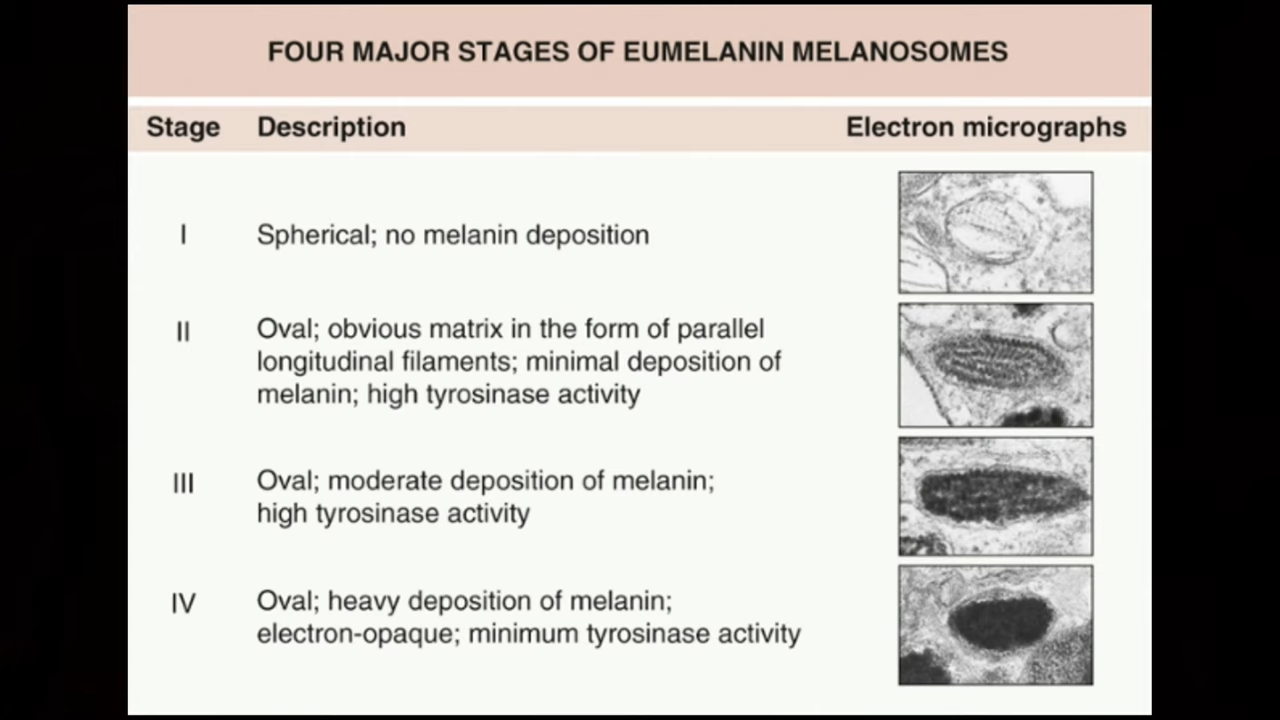 FOUR MAJOR STAGES OF EUMELANIN MELANOSOMES
Stage Description Electron micrographs
I Spherical; no melanin deposition
II Oval; obvious matrix in the form of parallel
longitudinal filaments; minimal deposition of
melanin; high tyrosinase activity
III Oval; moderate deposition of melanin;
high tyrosinase activity
IV Oval; heavy deposition of melanin;
electron-opaque; minimum tyrosinase activity